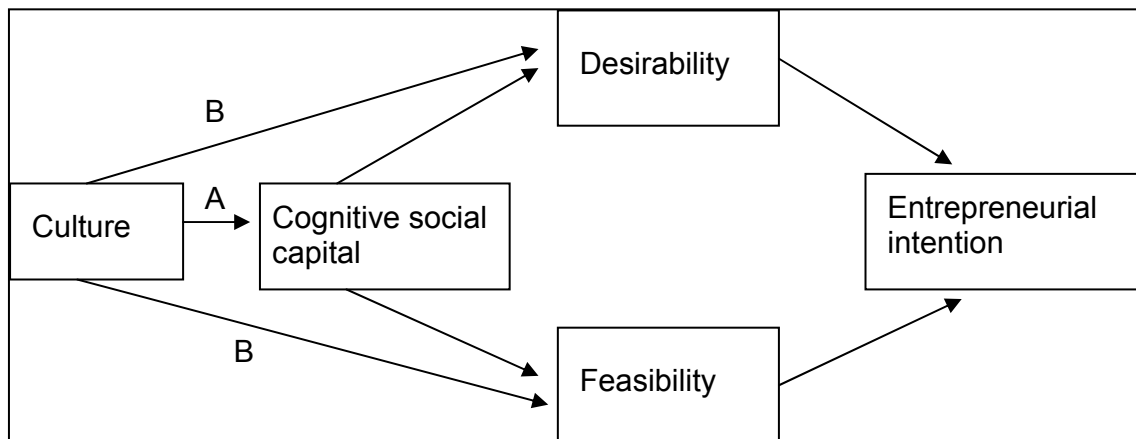 Desirability
B
A
Culture
Cognitive social
capital
Entrepreneurial
intention
B
Feasibility